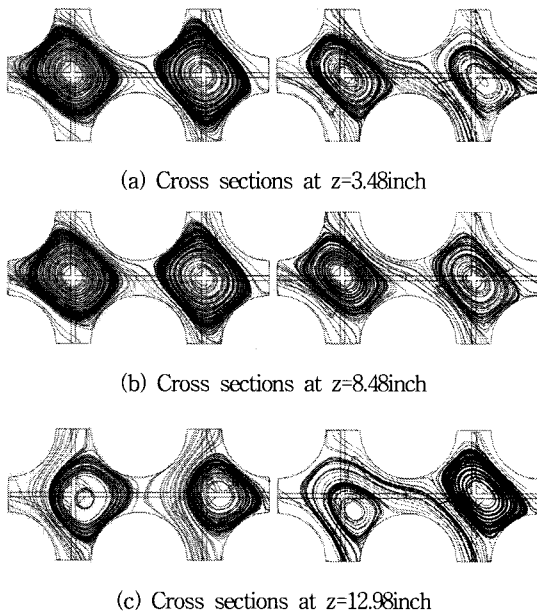 (a) Cross sections at z=3.48inch
(b) Cross sections at z=8.48inch
(c) Cross sections at z=12.98inch